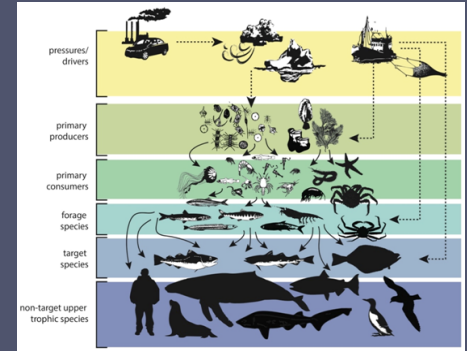 pressures/
drivers
primary
producers
primary
consumers
forage
species
target
species
non-target upper
trophic species